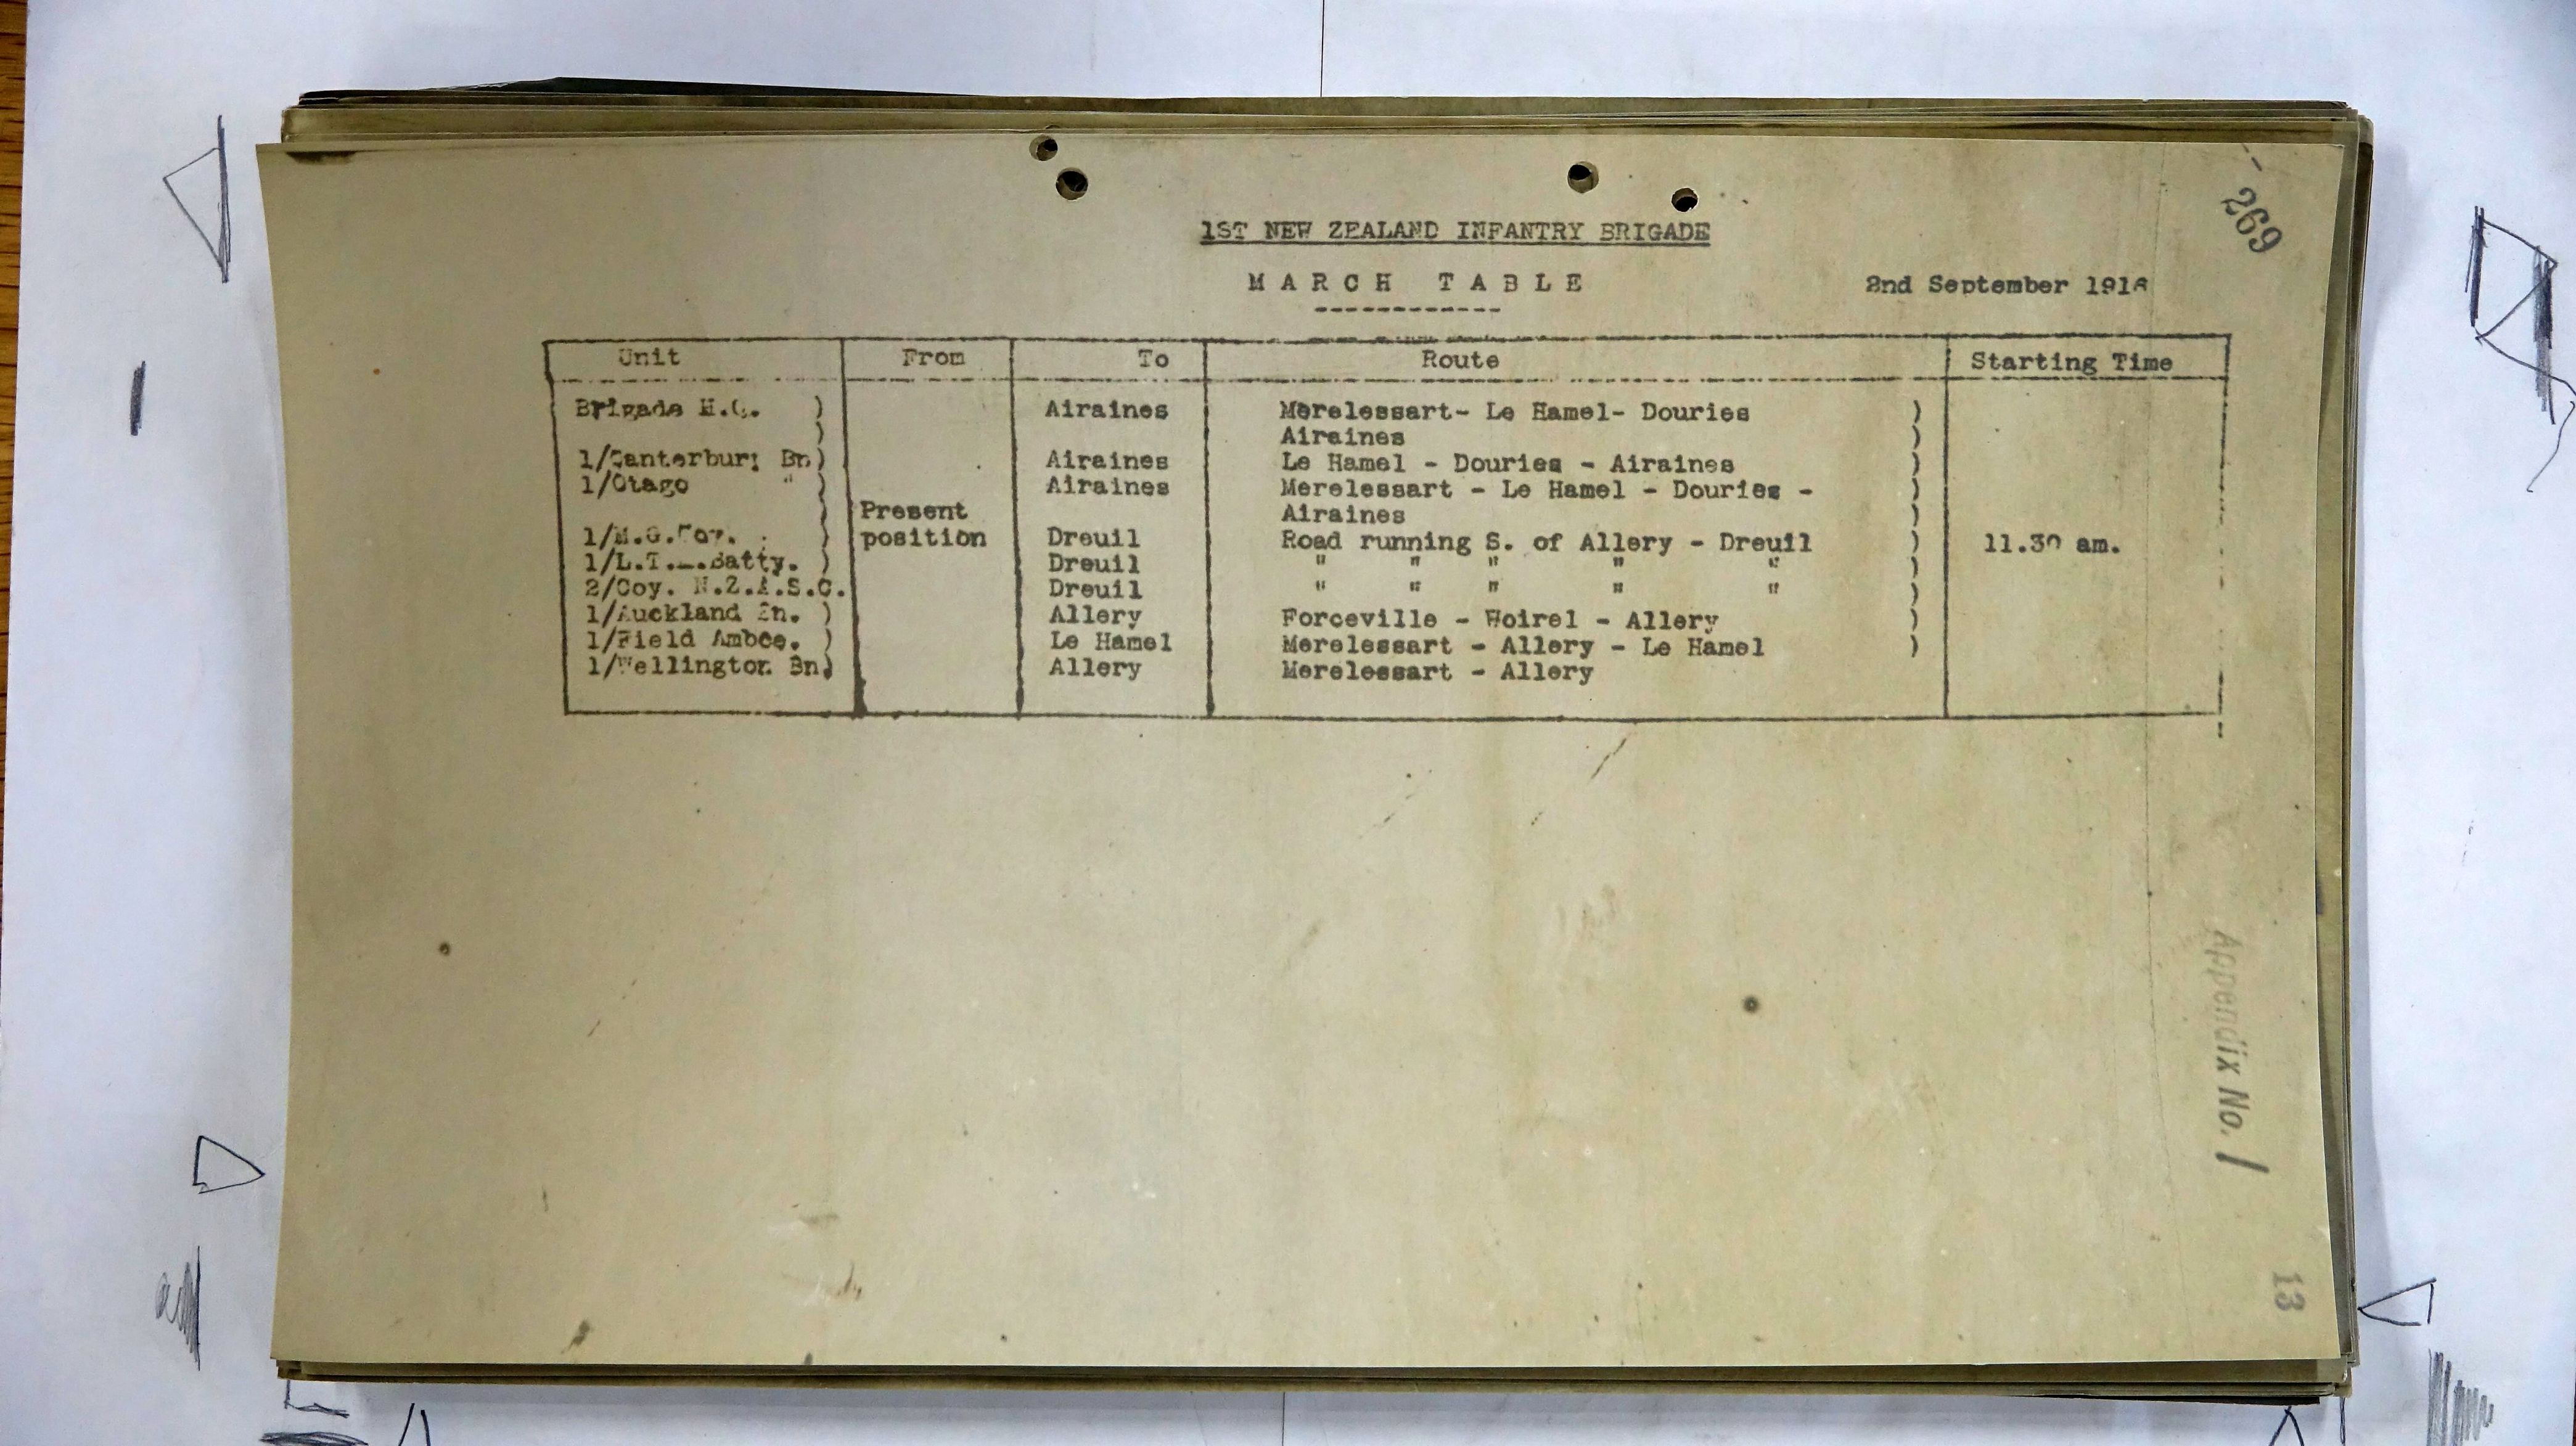 269
1ST NEW ZEALAND INFANTRY BRIGADE
MARCH TABLE 2nd September 1916
Unit From To Route Starting Time
Brigade H.Q. ) Airaines Merelessart- Le Hamel- Douries )
) Airaines )
1/Canterbury Bn) Airaines Le Hamel - Douries - Airaines )
1/Otago " ) Airaines Merelessart - Le Hamel - Douries - )
) Present Airaines )
1/M.G.Coy. ) position Dreuil Road running S. of Allery - Dreuil ) 11.30 am.
1/L.T.M.Batty. ) Dreuil " " " " " )
2/Coy. N.Z.A.S.C. Dreuil " " " " " )
1/Auckland Bn. ) Allery Forceville - Woirel - Allery )
1/Field Ambce. ) Le Hamel Merelessart - Allery - Le Hamel )
1/Wellington Bn) Allery Merelessart - Allery
Appendix No. 1
13